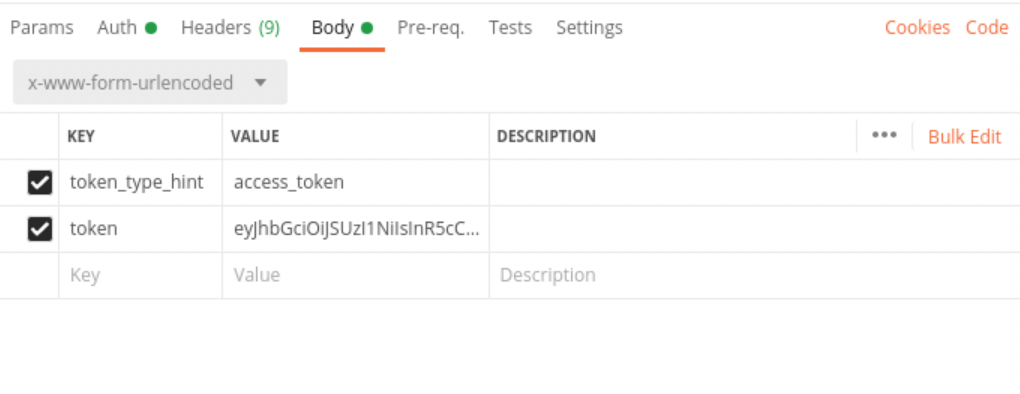 Params Auth Headers (9) Body Pre-req. Tests Settings Cookies Code
x-www-form-urlencoded
KEY VALUE DESCRIPTION ••• Bulk Edit
token_type_hint access_token
token eyJhbGciOiJSUzI1NiIsInR5cC...
Key Value Description